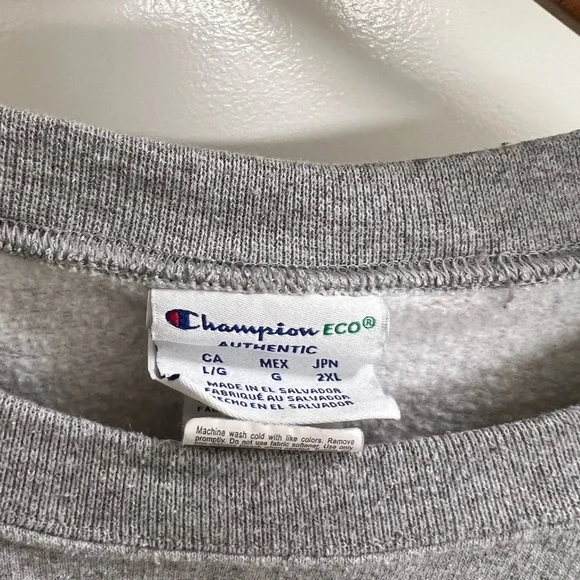 Champion ECO®
AUTHENTIC
CA MEX JPN
L/G G 2XL
MADE IN EL SALVADOR
FABRIQUÉ AU SALVADOR
HECHO EN EL SALVADOR
Machine wash cold with like colors. Remove
promptly. Do not use fabric softener. Use only